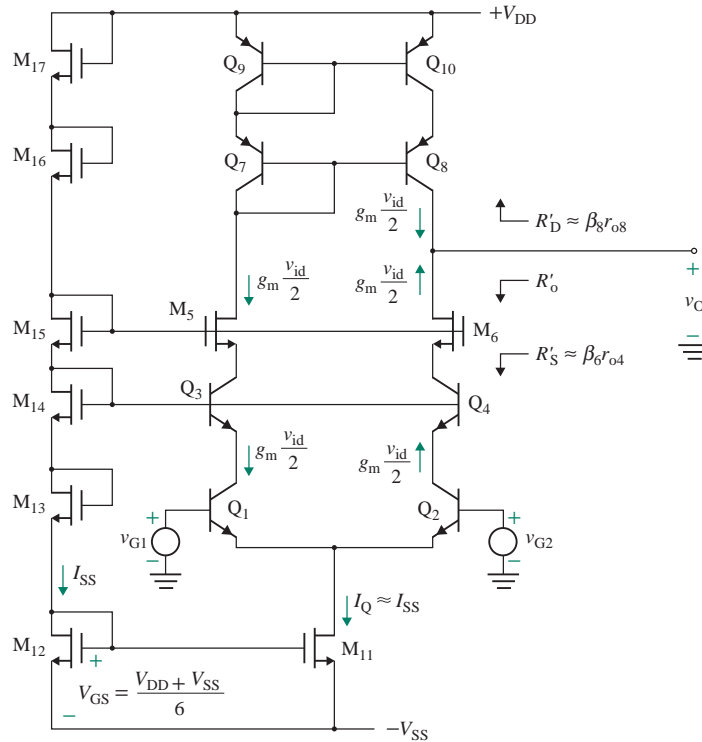 +V_DD
M_17
Q_9
Q_10
M_16
Q_7
Q_8
g_m v_id/2
R′_D ≈ β_8 r_o8
g_m v_id/2
g_m v_id/2
R′_o
M_5
+
v_O
−
M_15
M_6
R′_S ≈ β_6 r_o4
M_14
Q_3
Q_4
g_m v_id/2
g_m v_id/2
M_13
Q_1
Q_2
+
v_G1
−
+
v_G2
−
I_SS
I_Q ≈ I_SS
M_12
+
M_11
V_GS = (V_DD + V_SS)/6
−
−V_SS